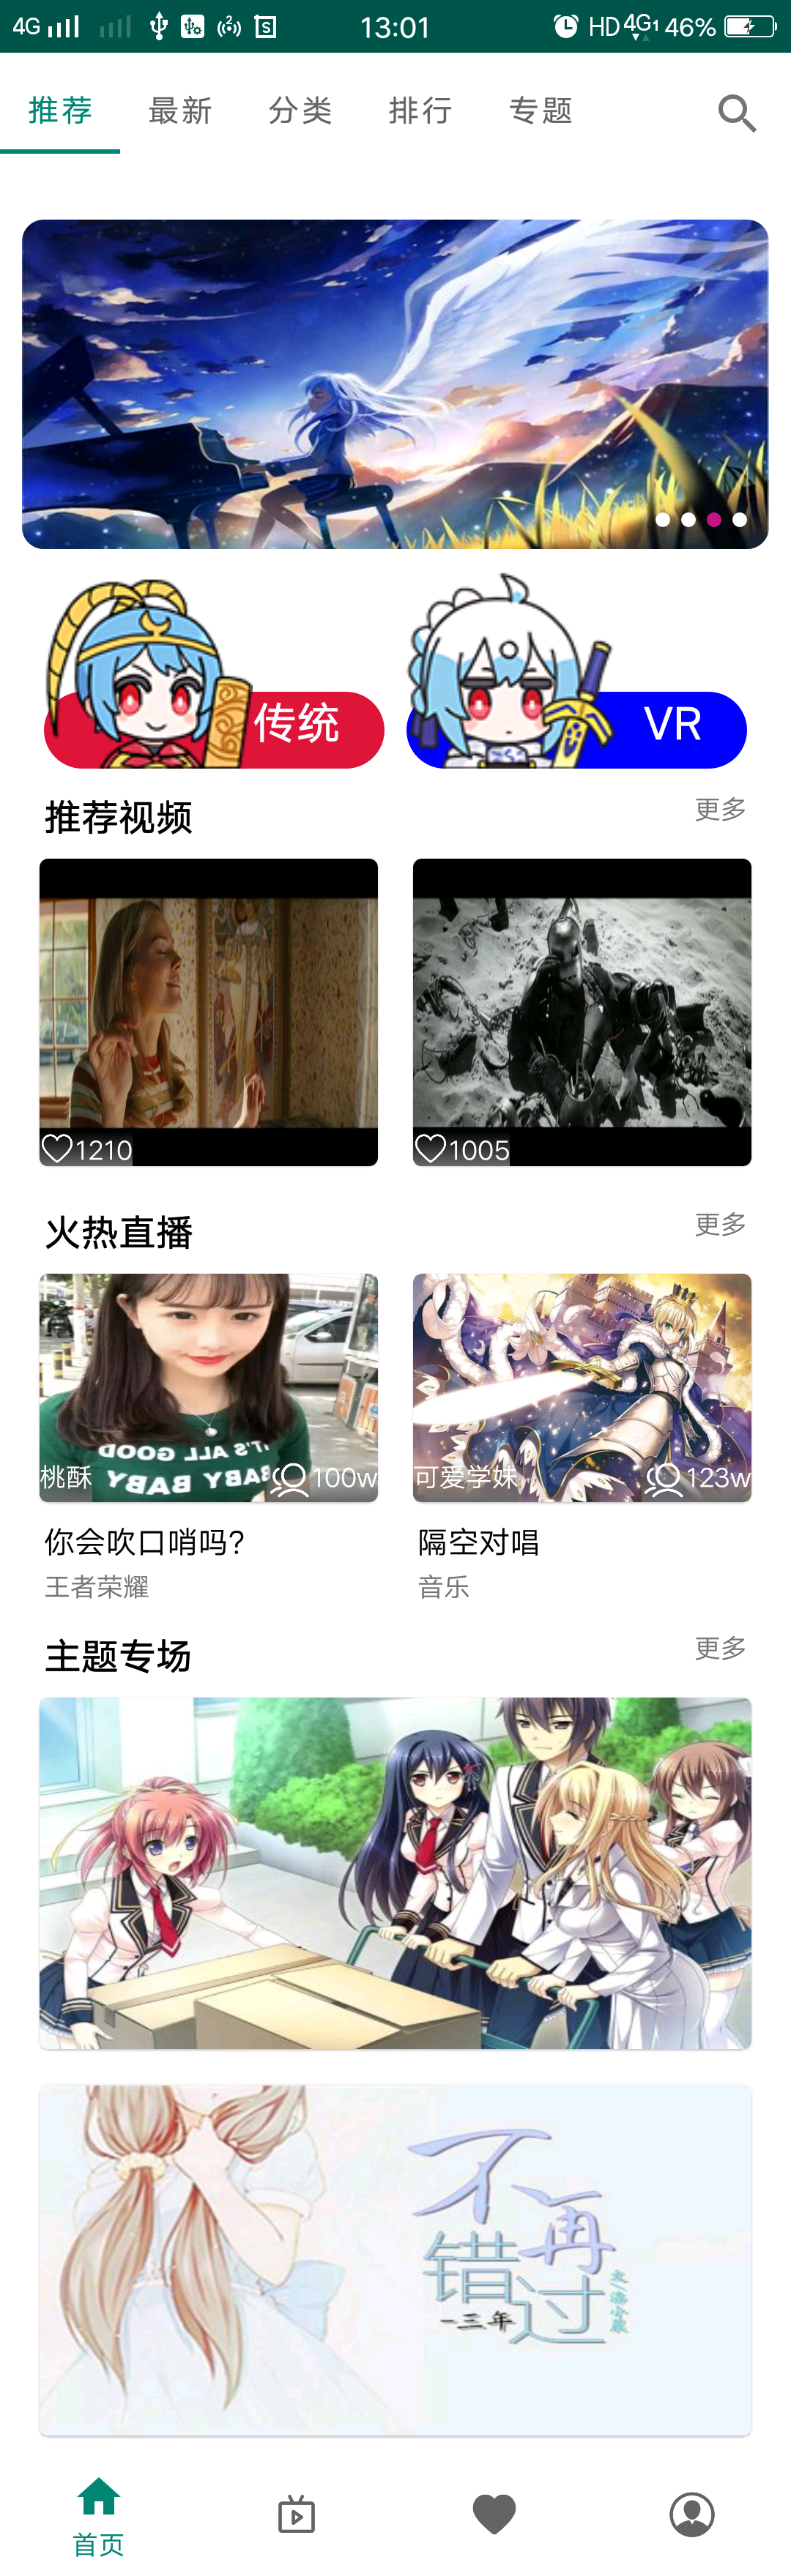 4G 13:01 HD 4G1 46%
推荐 最新 分类 排行 专题
传统 VR
推荐视频 更多
1210 1005
火热直播 更多
IT'S ALL GOOD
BABY BABY BABY
桃酥 100w 可爱学妹 123w
你会吹口哨吗? 隔空对唱
王者荣耀 音乐
主题专场 更多
不再
错过
一三年
首页